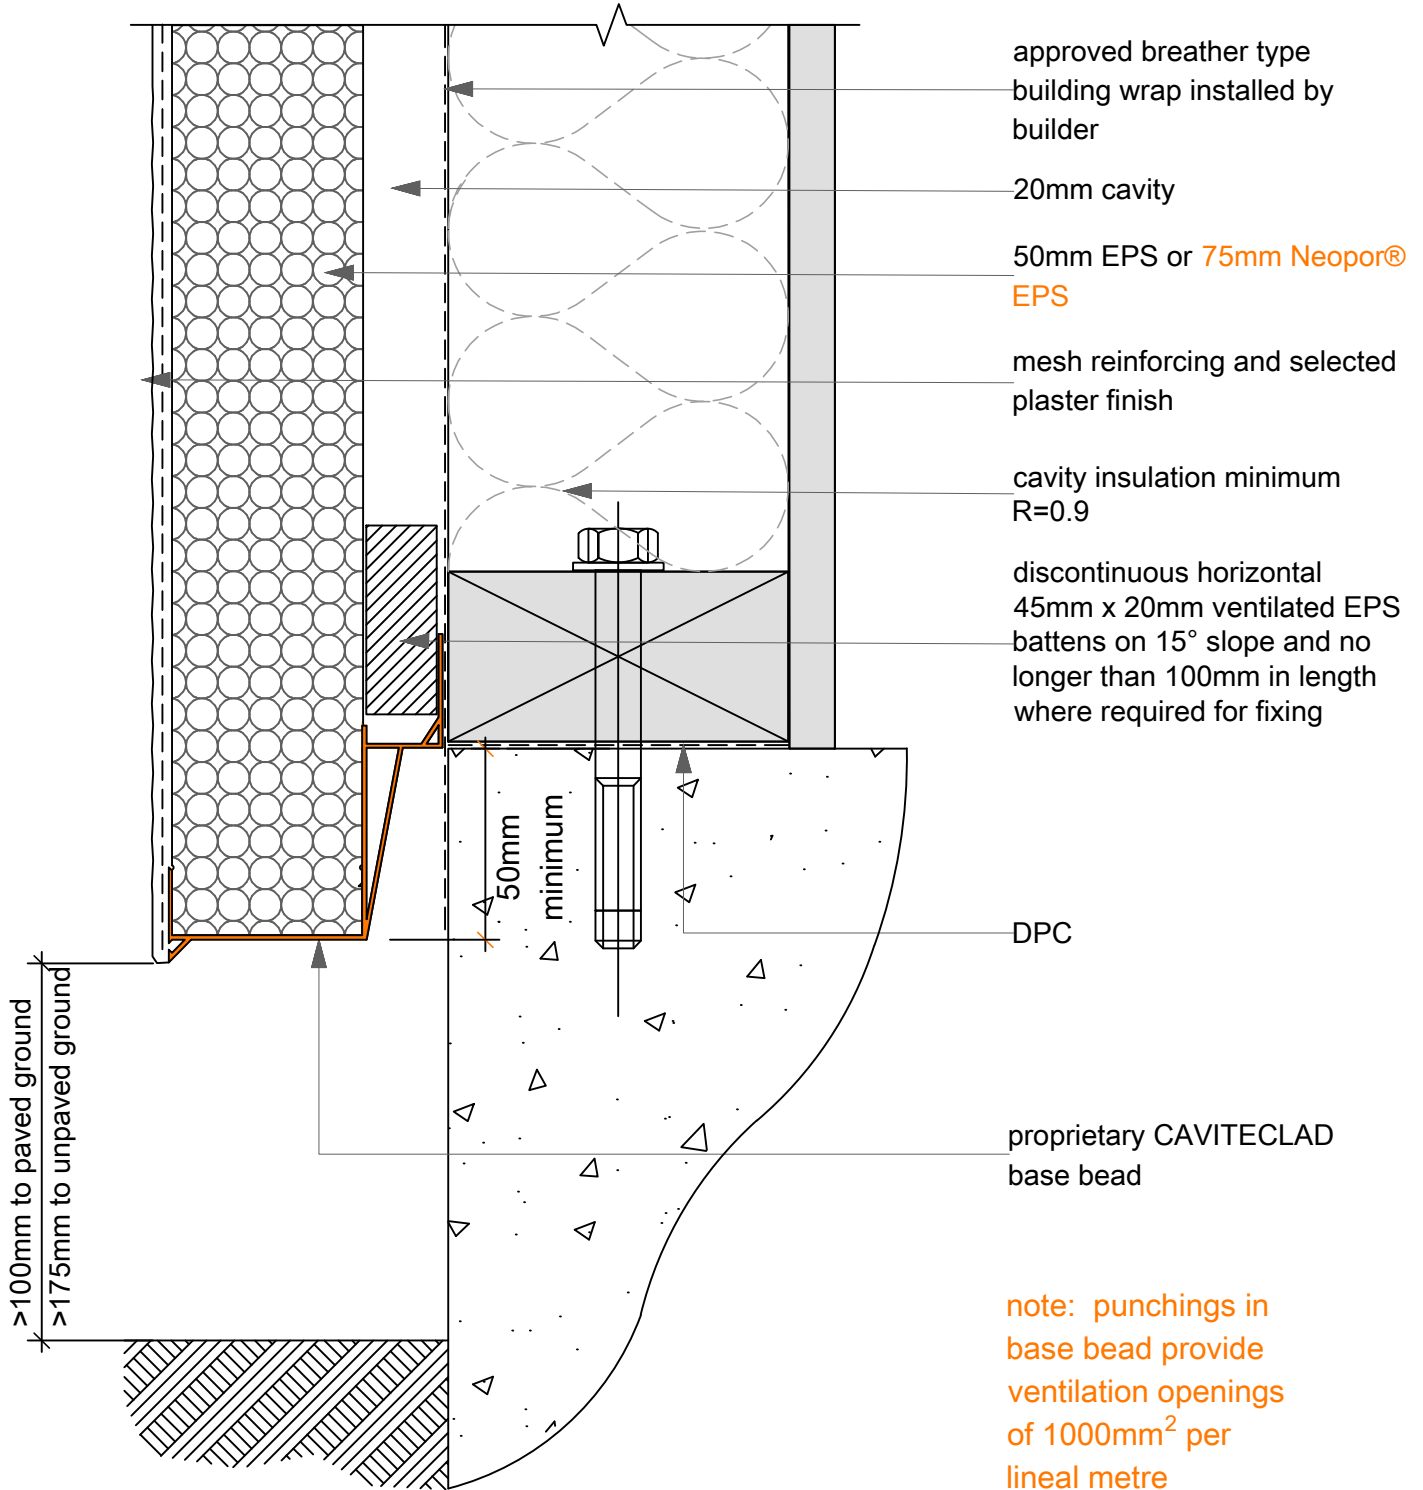 approved breather type
building wrap installed by
builder
20mm cavity
50mm EPS or 75mm Neopor®
EPS
mesh reinforcing and selected
plaster finish
cavity insulation minimum
R=0.9
discontinuous horizontal
45mm x 20mm ventilated EPS
battens on 15° slope and no
longer than 100mm in length
where required for fixing
50mm
minimum
DPC
>100mm to paved ground
>175mm to unpaved ground
proprietary CAVITECLAD
base bead
note: punchings in
base bead provide
ventilation openings
of 1000mm² per
lineal metre